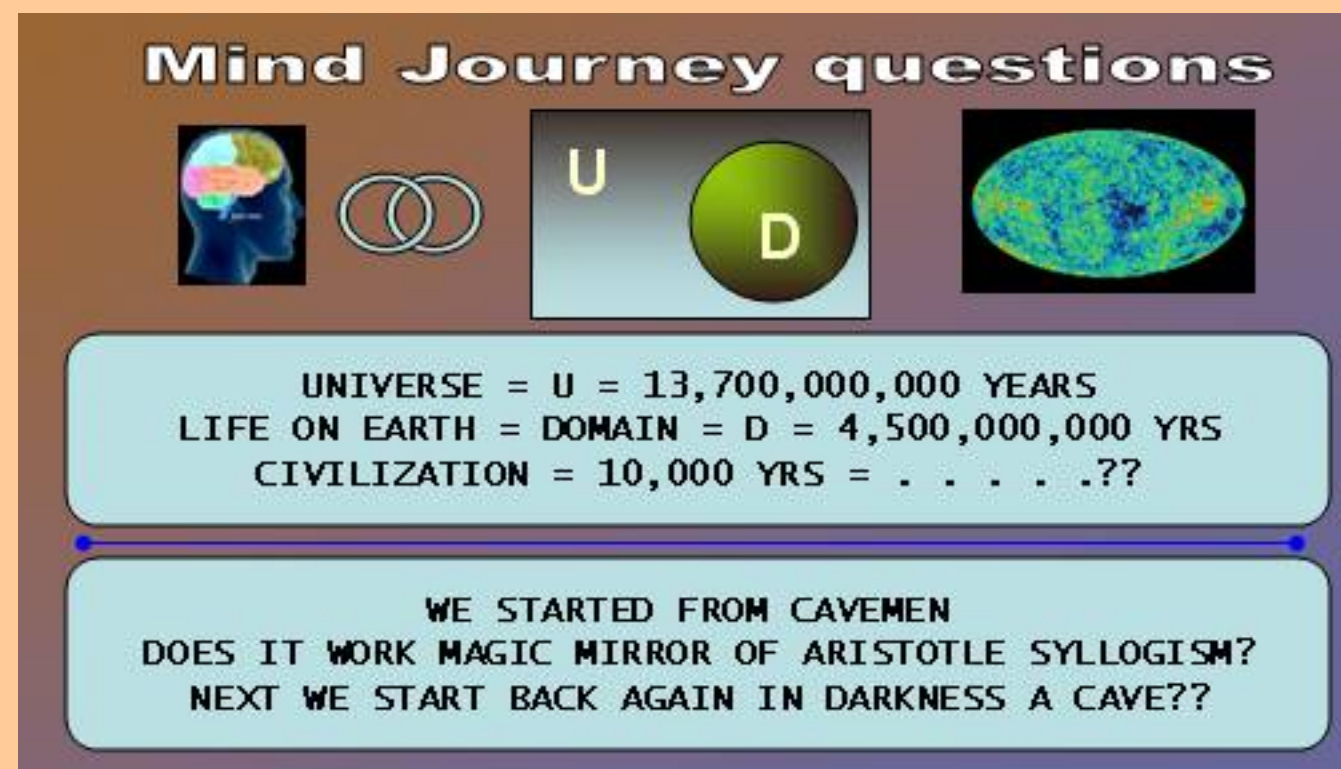 Mind Journey questions
U
D
UNIVERSE = U = 13,700,000,000 YEARS
LIFE ON EARTH = DOMAIN = D = 4,500,000,000 YRS
CIVILIZATION = 10,000 YRS = . . . . .??
WE STARTED FROM CAVEMEN
DOES IT WORK MAGIC MIRROR OF ARISTOTLE SYLLOGISM?
NEXT WE START BACK AGAIN IN DARKNESS A CAVE??